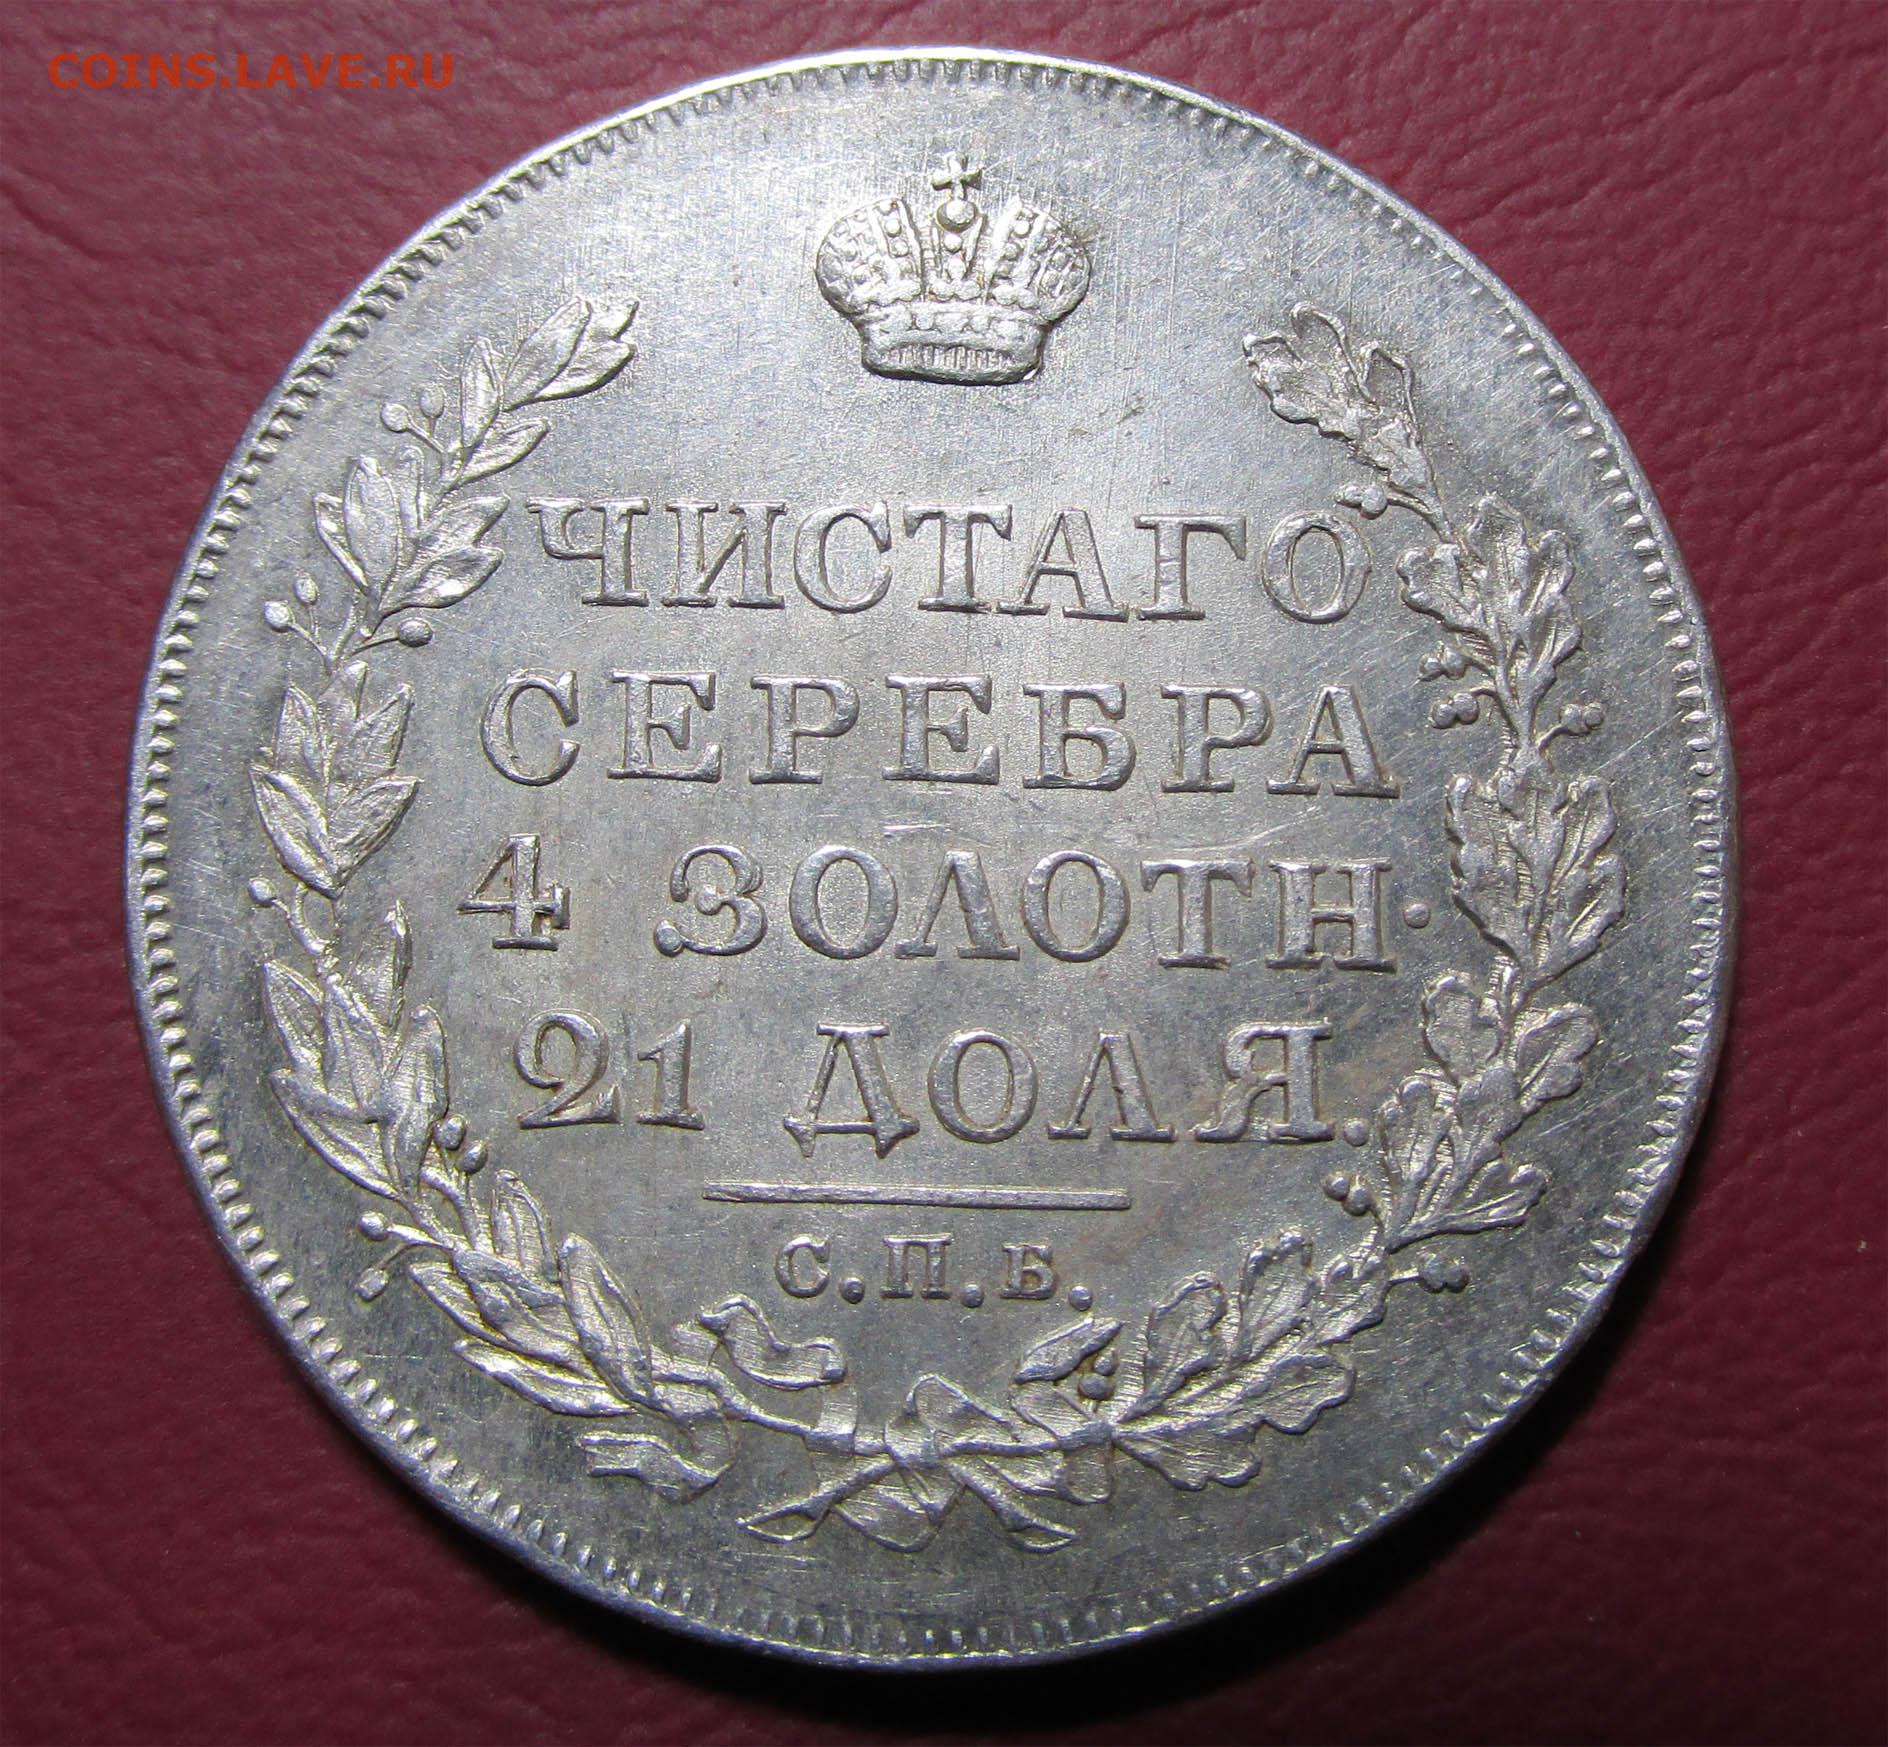 COINS.LAVE.RU
ЧИСТАГО
СЕРЕБРА
4 ЗОЛОТН·
21 ДОЛЯ.
С.П.Б.